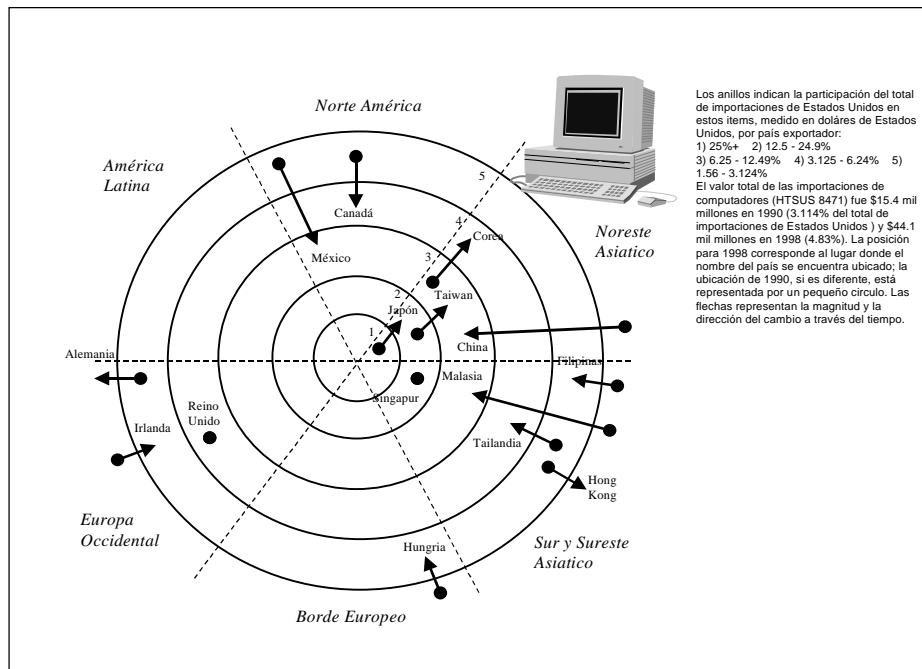 Norte América
América
Latina
Canadá
México
5
4
Corea
3
2
Taiwan
Japón
1
Noreste
Asiatico
China
Alemania
Filipinas
Malasia
Singapur
Reino
Unido
Irlanda
Tailandia
Hong
Kong
Europa
Occidental
Hungria
Sur y Sureste
Asiatico
Borde Europeo
Los anillos indican la participación del total
de importaciones de Estados Unidos en
estos items, medido en doláres de Estados
Unidos, por país exportador:
1) 25%+ 2) 12.5 - 24.9%
3) 6.25 - 12.49% 4) 3.125 - 6.24% 5)
1.56 - 3.124%
El valor total de las importaciones de
computadores (HTSUS 8471) fue $15.4 mil
millones en 1990 (3.114% del total de
importaciones de Estados Unidos ) y $44.1
mil millones en 1998 (4.83%). La posición
para 1998 corresponde al lugar donde el
nombre del país se encuentra ubicado; la
ubicación de 1990, si es diferente, está
representada por un pequeño circulo. Las
flechas representan la magnitud y la
dirección del cambio a través del tiempo.